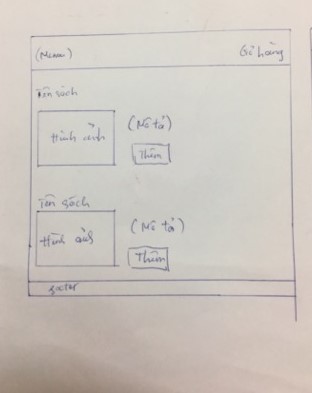 (Menu) Giỏ hàng
Tên sách
Hình ảnh (Mô tả)
Thêm
Tên sách
Hình ảnh (Mô tả)
Thêm
footer